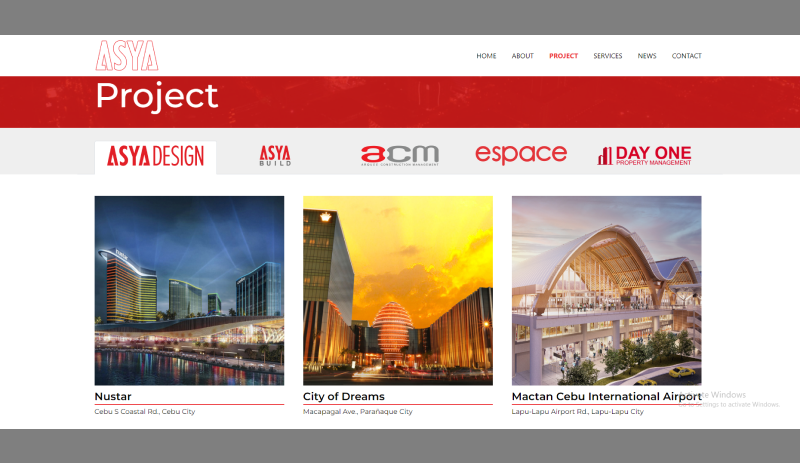 ASYA
HOME ABOUT PROJECT SERVICES NEWS CONTACT
Project
ASYA DESIGN
ASYA
BUILD
acm
ARGOSY CONSTRUCTION MANAGEMENT
espace
DAY ONE
PROPERTY MANAGEMENT
Nustar
Cebu S Coastal Rd., Cebu City
City of Dreams
Macapagal Ave., Parañaque City
Mactan Cebu International Airport
Lapu-Lapu Airport Rd., Lapu-Lapu City
Activate Windows
Go to Settings to activate Windows.